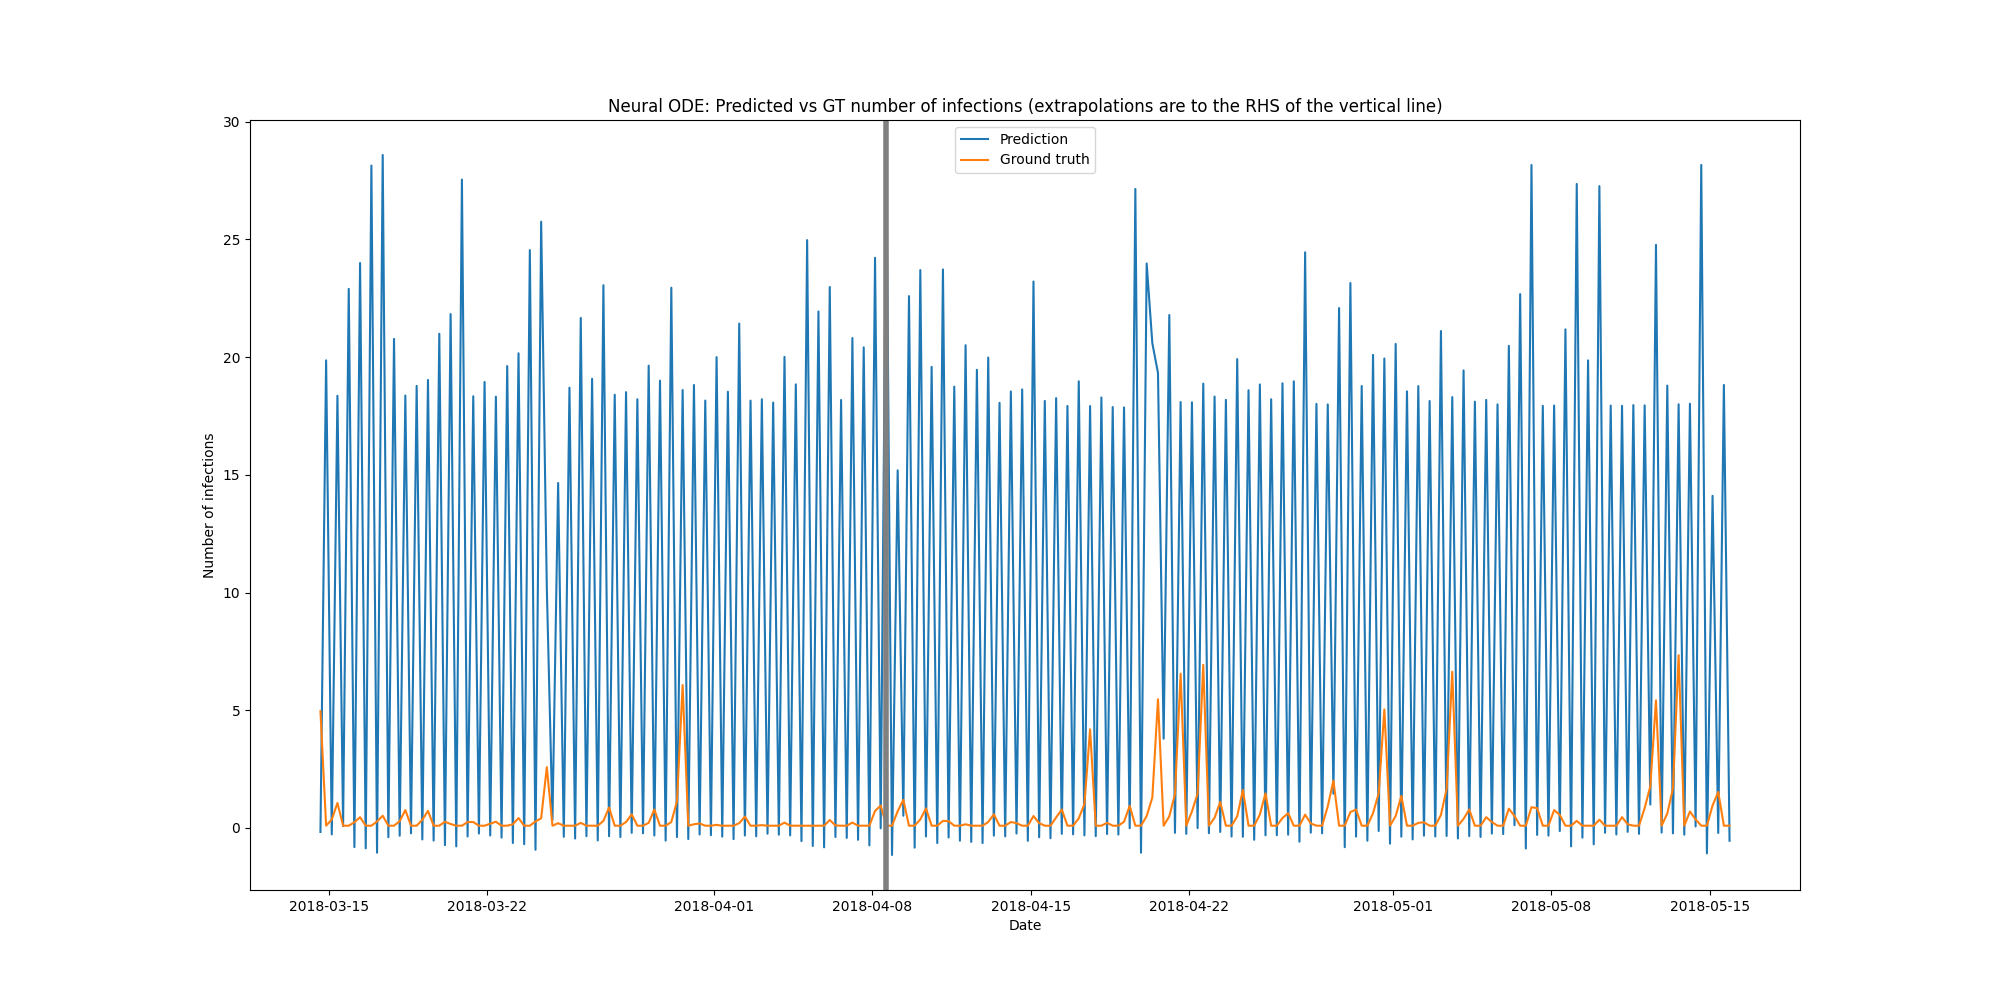 Neural ODE: Predicted vs GT number of infections (extrapolations are to the RHS of the vertical line)
Prediction
Ground truth
Number of infections
30
25
20
15
10
5
0
2018-03-15 2018-03-22 2018-04-01 2018-04-08 2018-04-15 2018-04-22 2018-05-01 2018-05-08 2018-05-15
Date